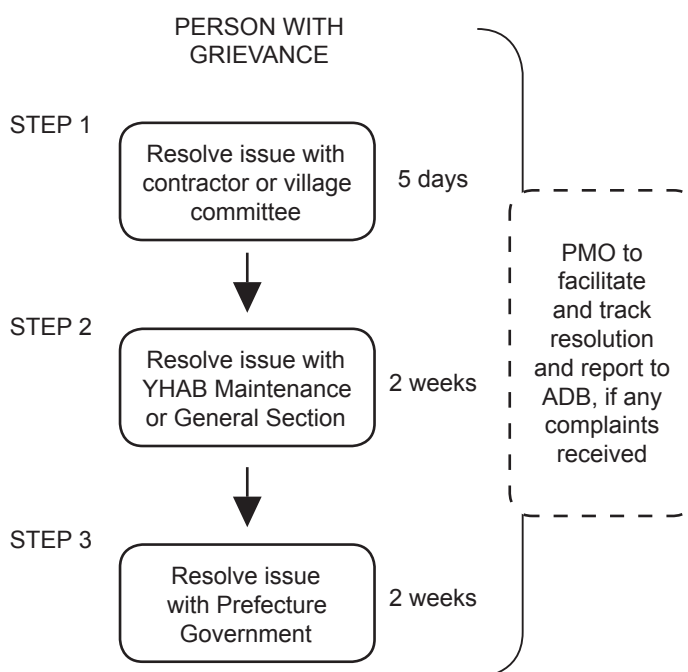 PERSON WITH
GRIEVANCE
STEP 1
Resolve issue with
contractor or village
committee
5 days
STEP 2
Resolve issue with
YHAB Maintenance
or General Section
2 weeks
STEP 3
Resolve issue
with Prefecture
Government
2 weeks
PMO to
facilitate
and track
resolution
and report to
ADB, if any
complaints
received